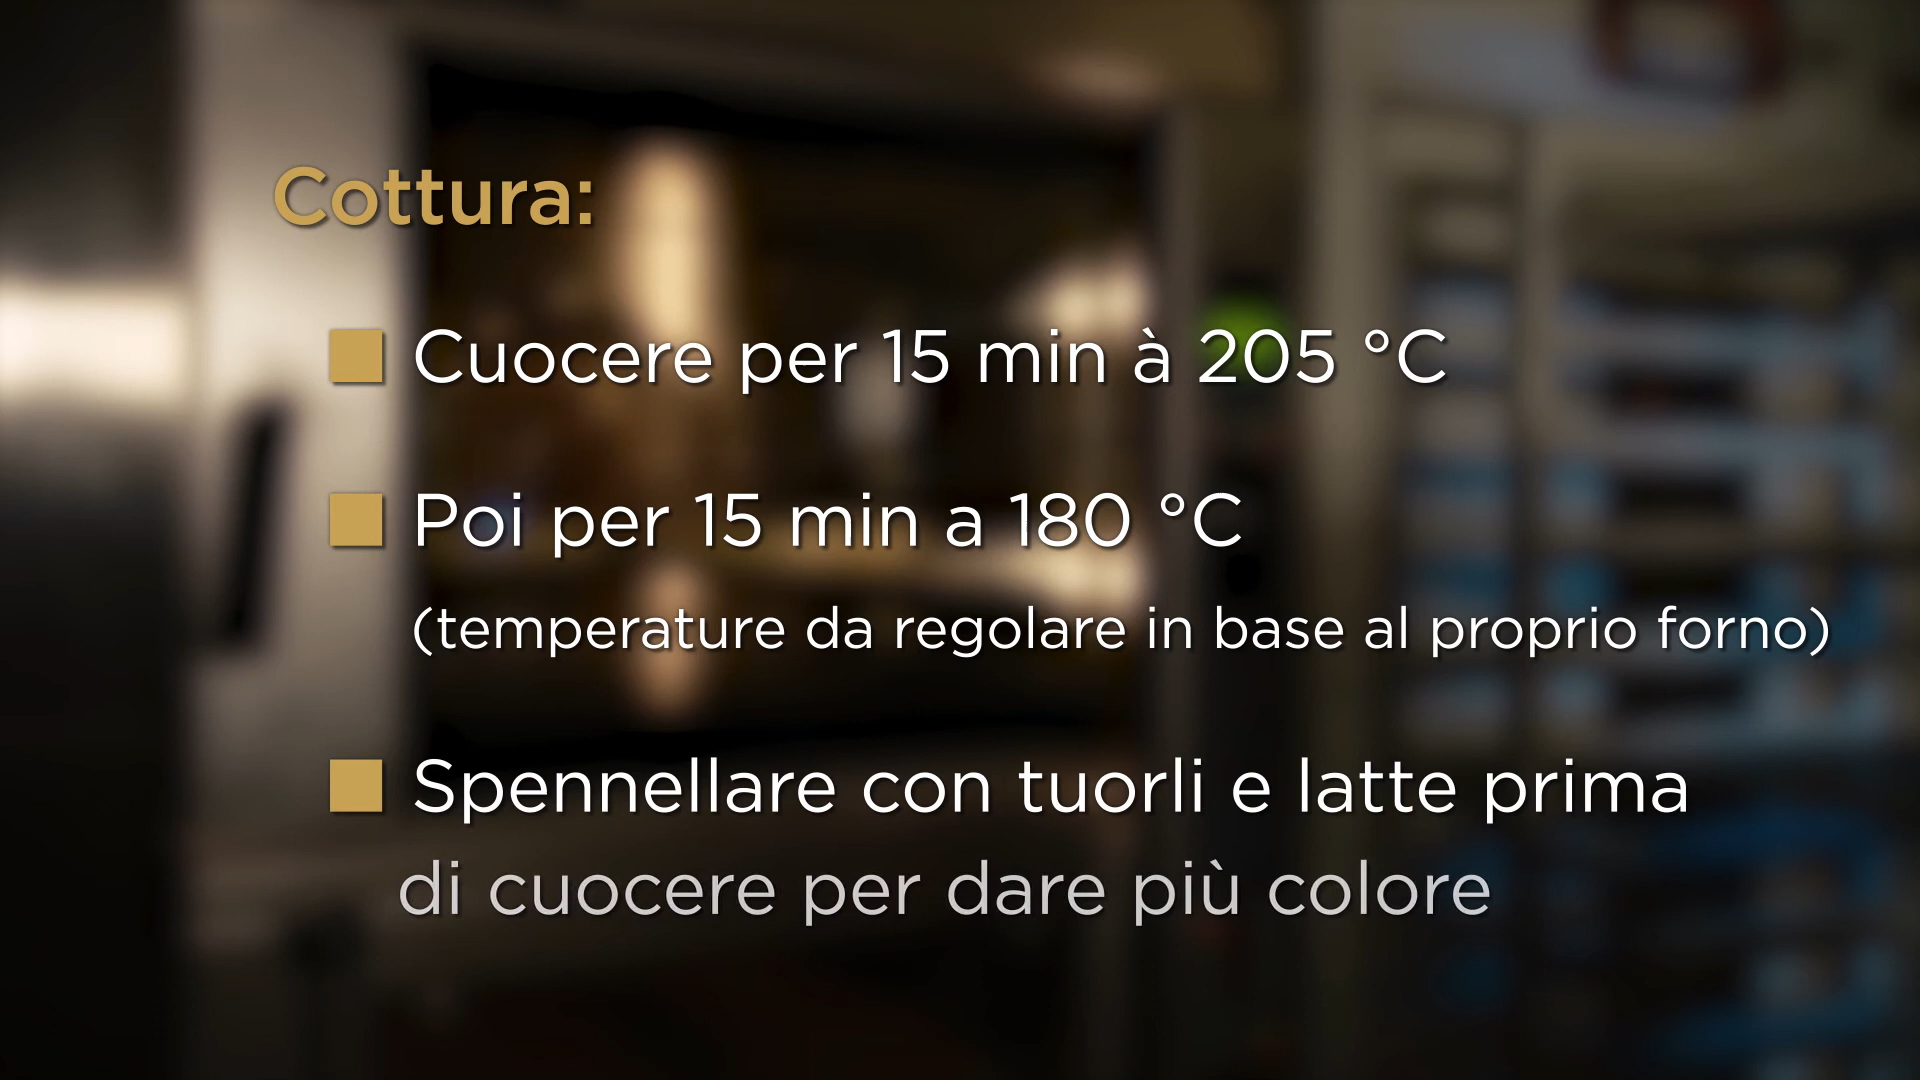 Cottura:
Cuocere per 15 min à 205 °C
Poi per 15 min a 180 °C
(temperature da regolare in base al proprio forno)
Spennellare con tuorli e latte prima
di cuocere per dare più colore